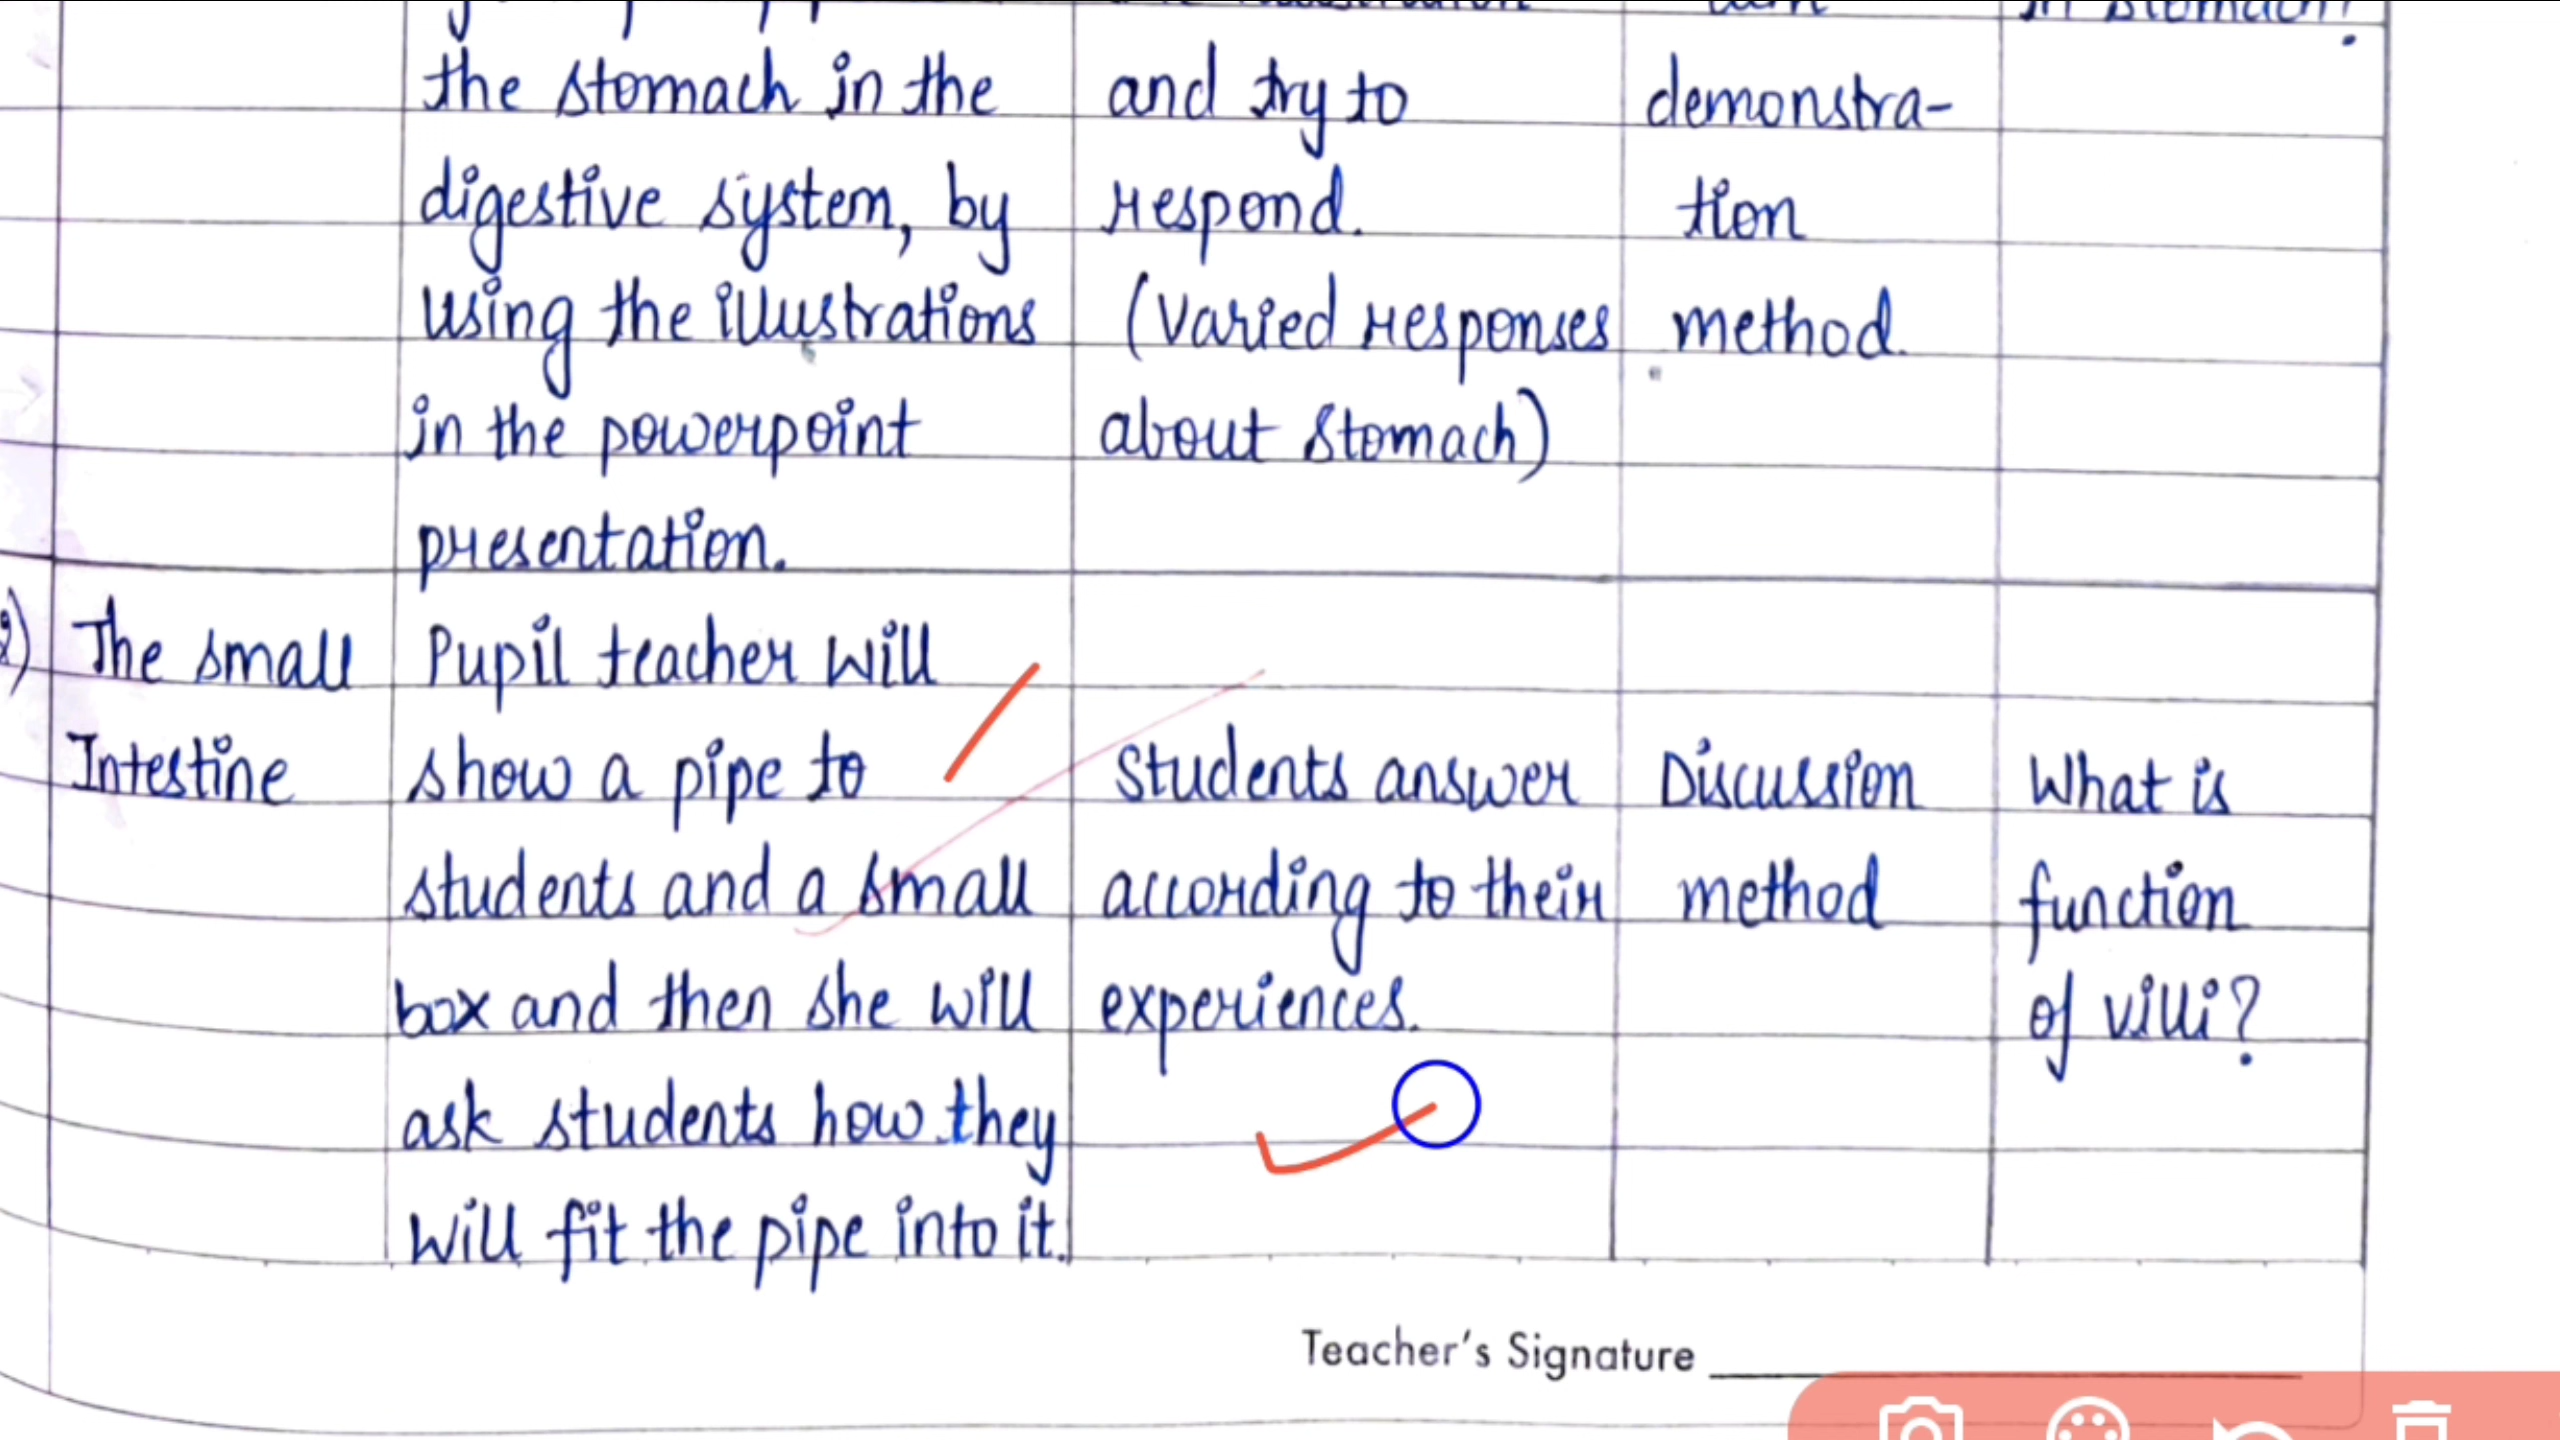 in stomach?
the stomach in the
digestive system, by
using the illustrations
in the powerpoint
presentation.
and try to
respond.
(Varied responses
about stomach)
demonstra-
tion
method.
2) The small
Intestine
Pupil teacher will
show a pipe to
students and a small
box and then she will
ask students how they
will fit the pipe into it.
Students answer
according to their
experiences.
Discussion
method
What is
function
of villi?
Teacher's Signature